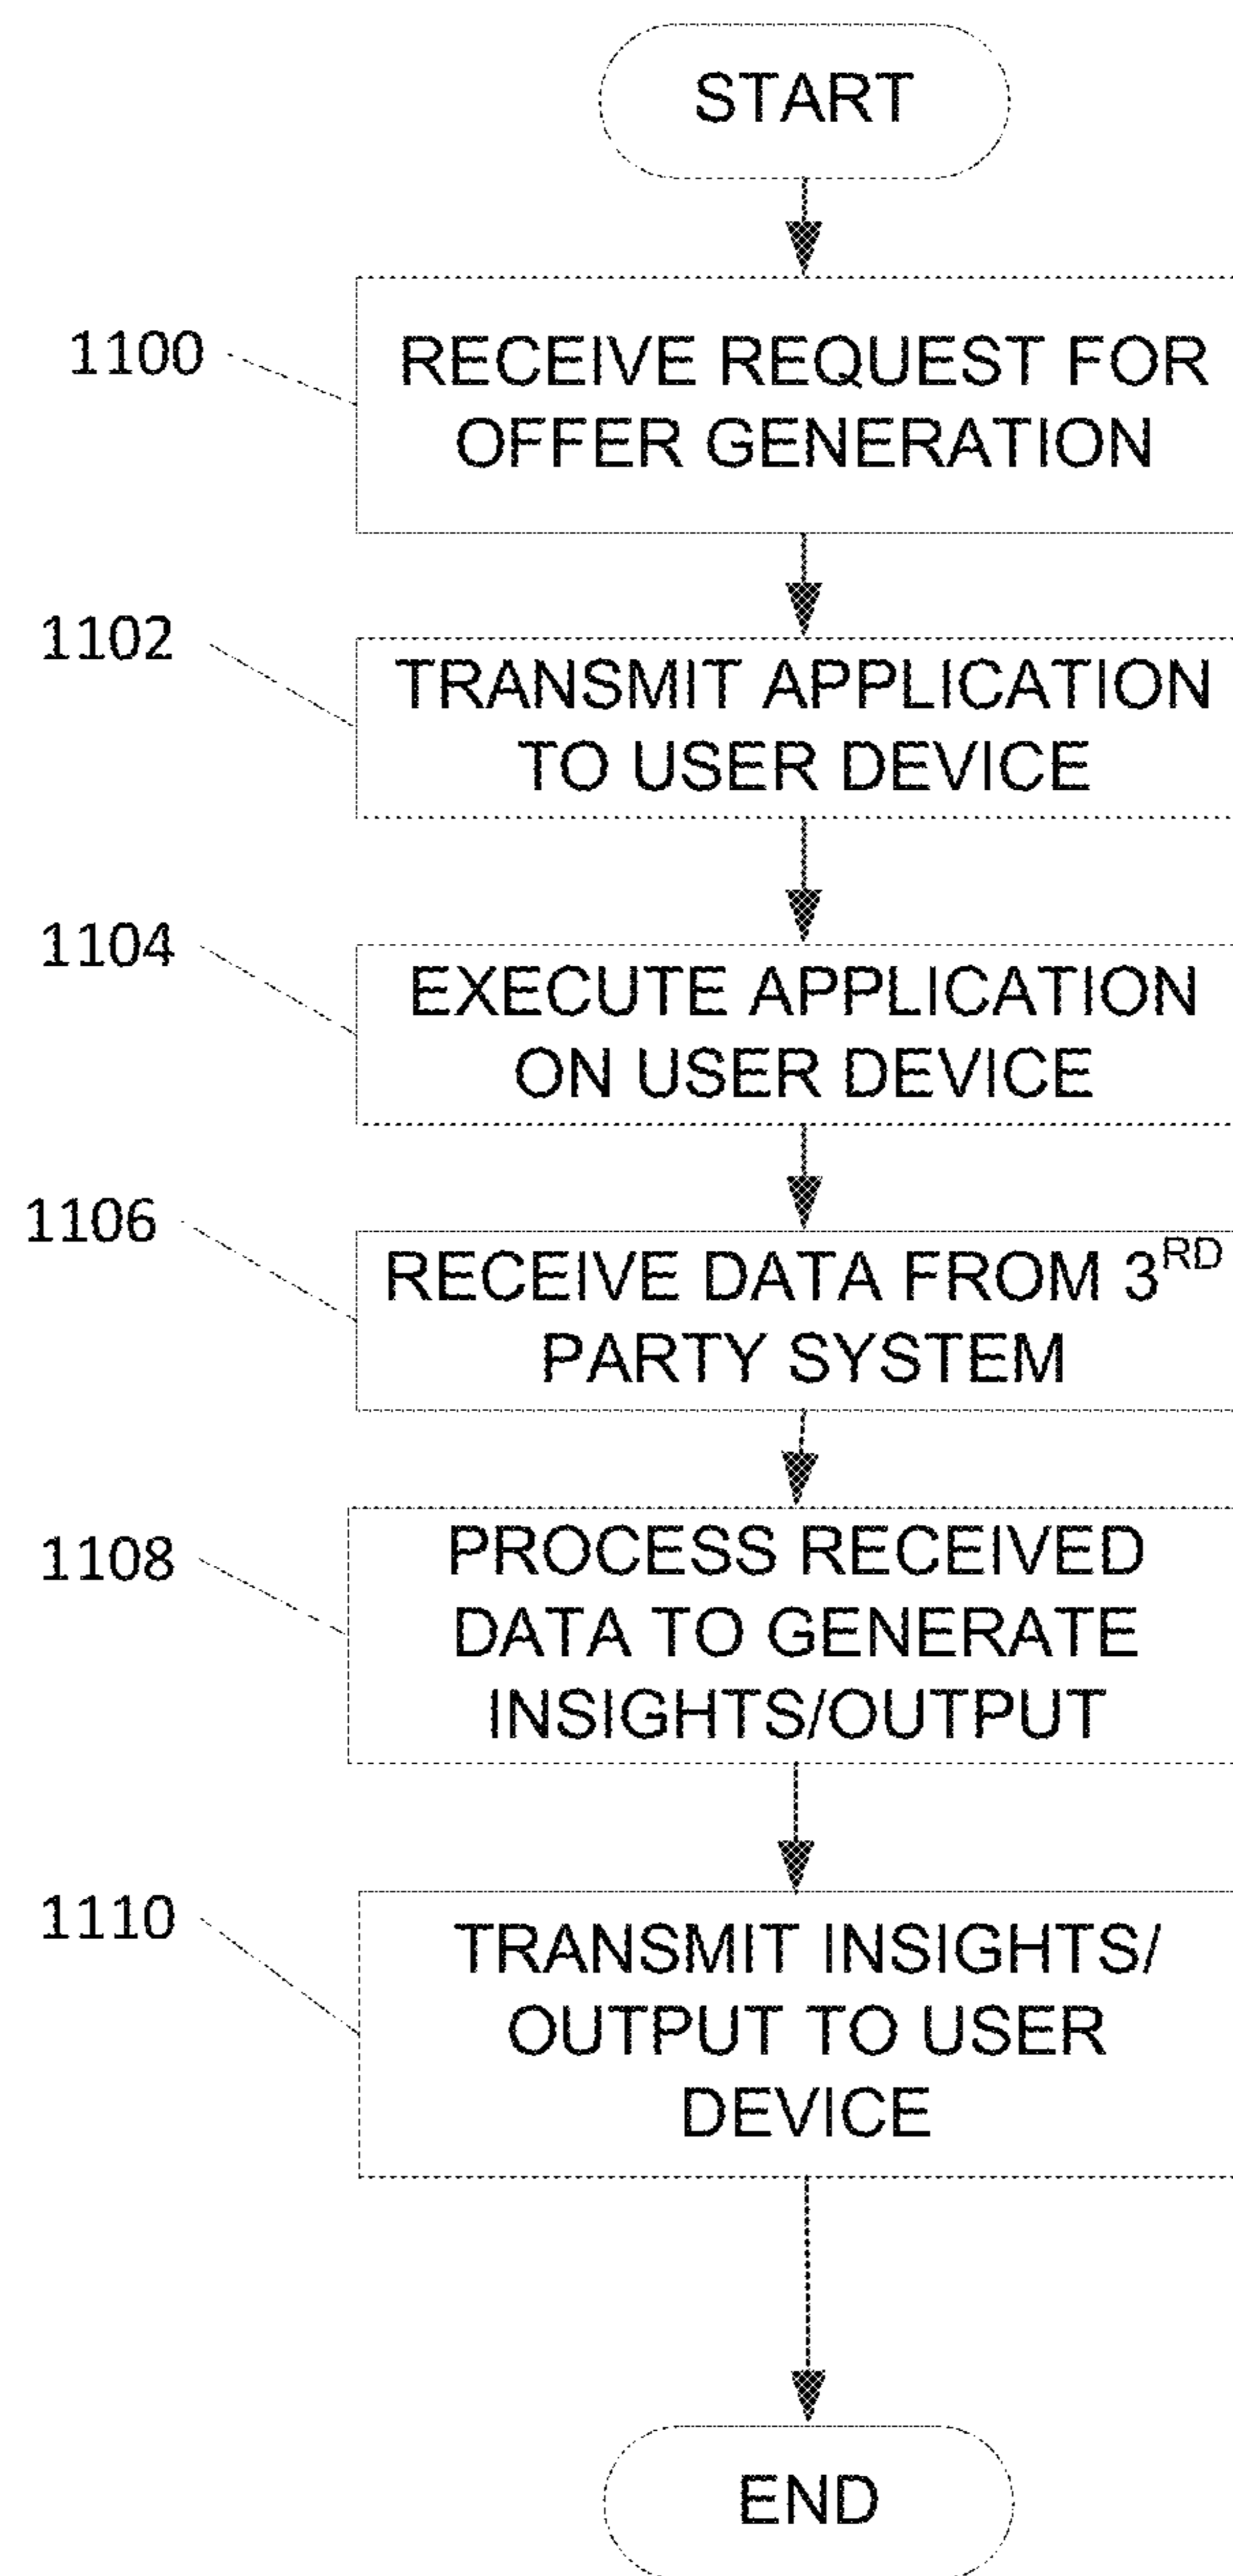 START
1100
RECEIVE REQUEST FOR
OFFER GENERATION
1102
TRANSMIT APPLICATION
TO USER DEVICE
1104
EXECUTE APPLICATION
ON USER DEVICE
1106
RECEIVE DATA FROM 3RD
PARTY SYSTEM
1108
PROCESS RECEIVED
DATA TO GENERATE
INSIGHTS/OUTPUT
1110
TRANSMIT INSIGHTS/
OUTPUT TO USER
DEVICE
END